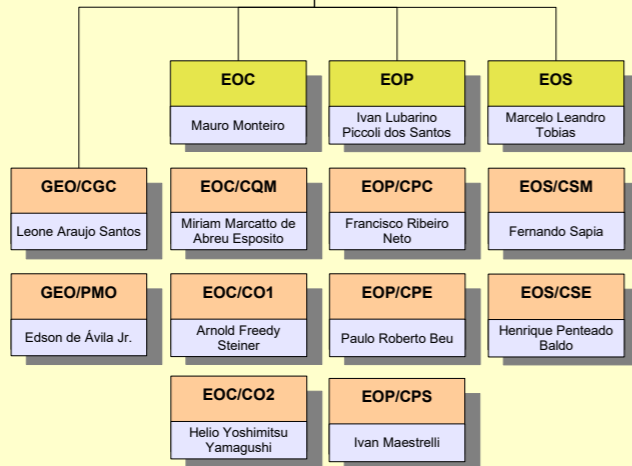 EOC
Mauro Monteiro
EOP
Ivan Lubarino
Piccoli dos Santos
EOS
Marcelo Leandro
Tobias
GEO/CGC
Leone Araujo Santos
EOC/CQM
Miriam Marcatto de
Abreu Esposito
EOP/CPC
Francisco Ribeiro
Neto
EOS/CSM
Fernando Sapia
GEO/PMO
Edson de Ávila Jr.
EOC/CO1
Arnold Freedy
Steiner
EOP/CPE
Paulo Roberto Beu
EOS/CSE
Henrique Penteado
Baldo
EOC/CO2
Helio Yoshimitsu
Yamagushi
EOP/CPS
Ivan Maestrelli